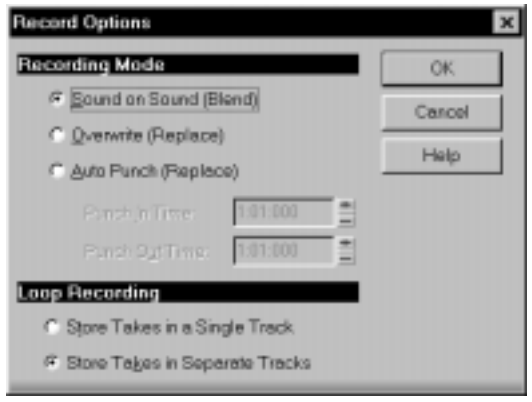 Record Options
Recording Mode
Sound on Sound (Blend)
Overwrite (Replace)
Auto Punch (Replace)
Punch In Time: 1:01:000
Punch Out Time: 1:01:000
Loop Recording
Store Takes in a Single Track
Store Takes in Separate Tracks
OK
Cancel
Help